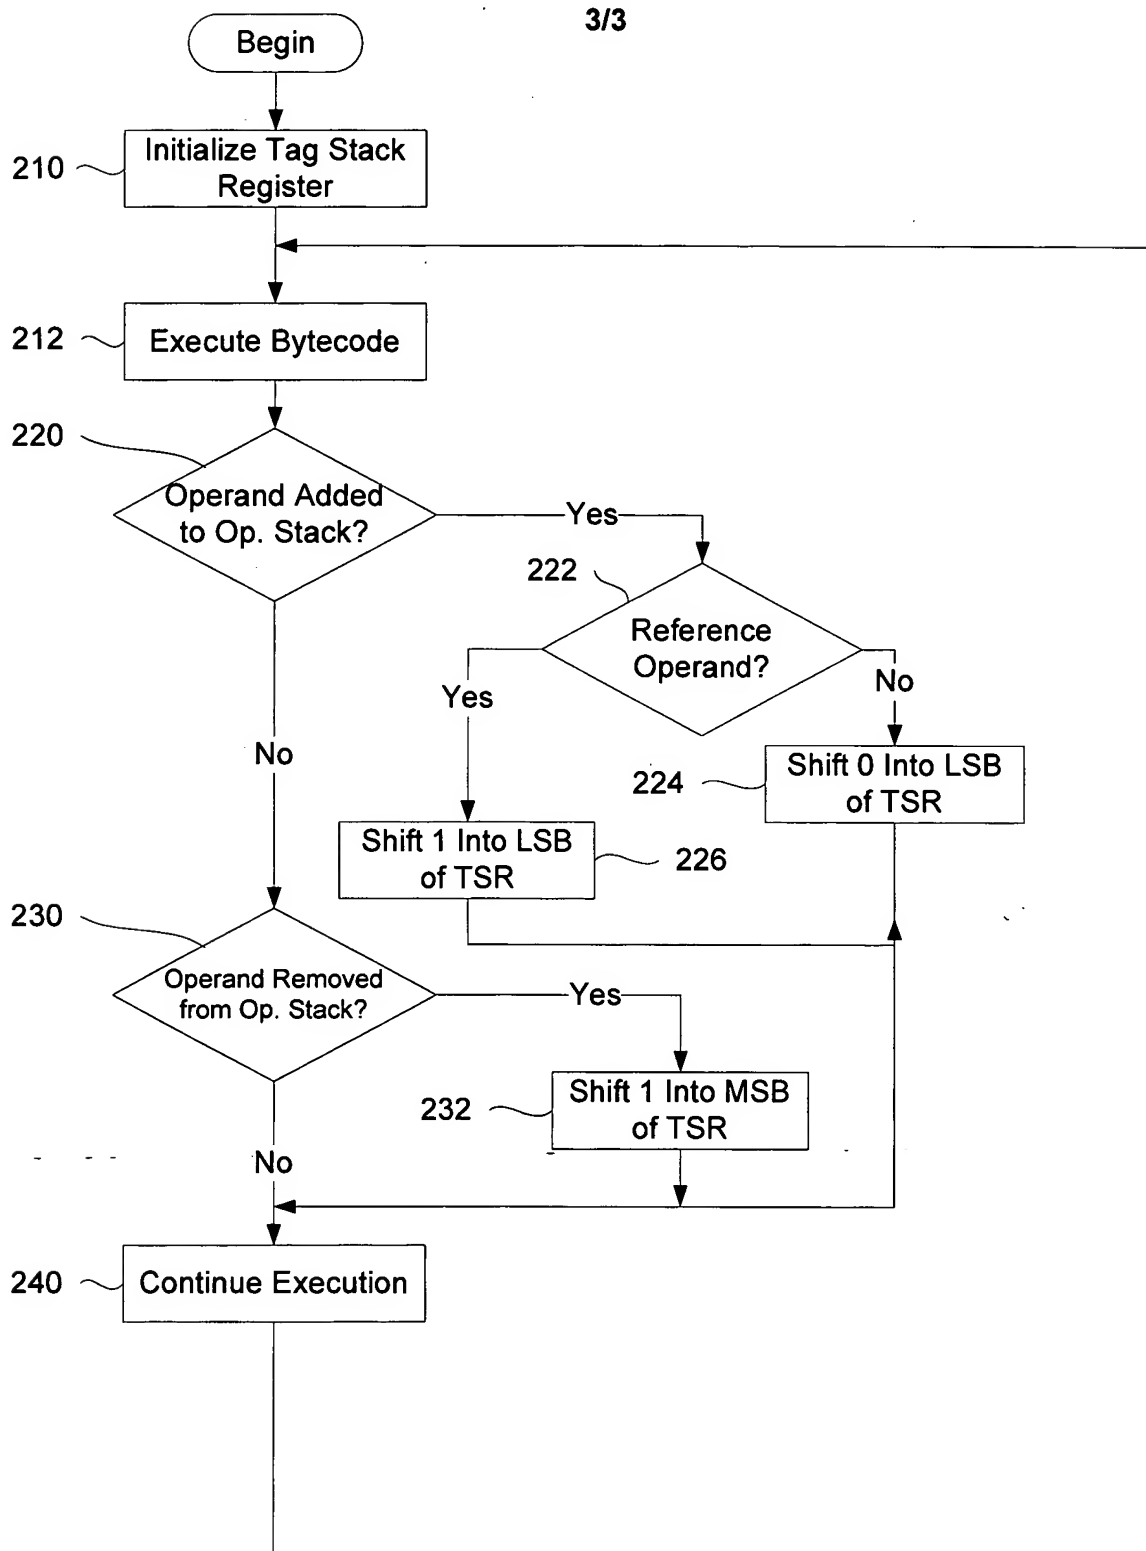 3/3
Begin
210
Initialize Tag Stack
Register
212
Execute Bytecode
220
Operand Added
to Op. Stack?
Yes
222
Reference
Operand?
Yes
No
No
224
Shift 0 Into LSB
of TSR
Shift 1 Into LSB
of TSR
226
230
Operand Removed
from Op. Stack?
Yes
232
Shift 1 Into MSB
of TSR
No
240
Continue Execution